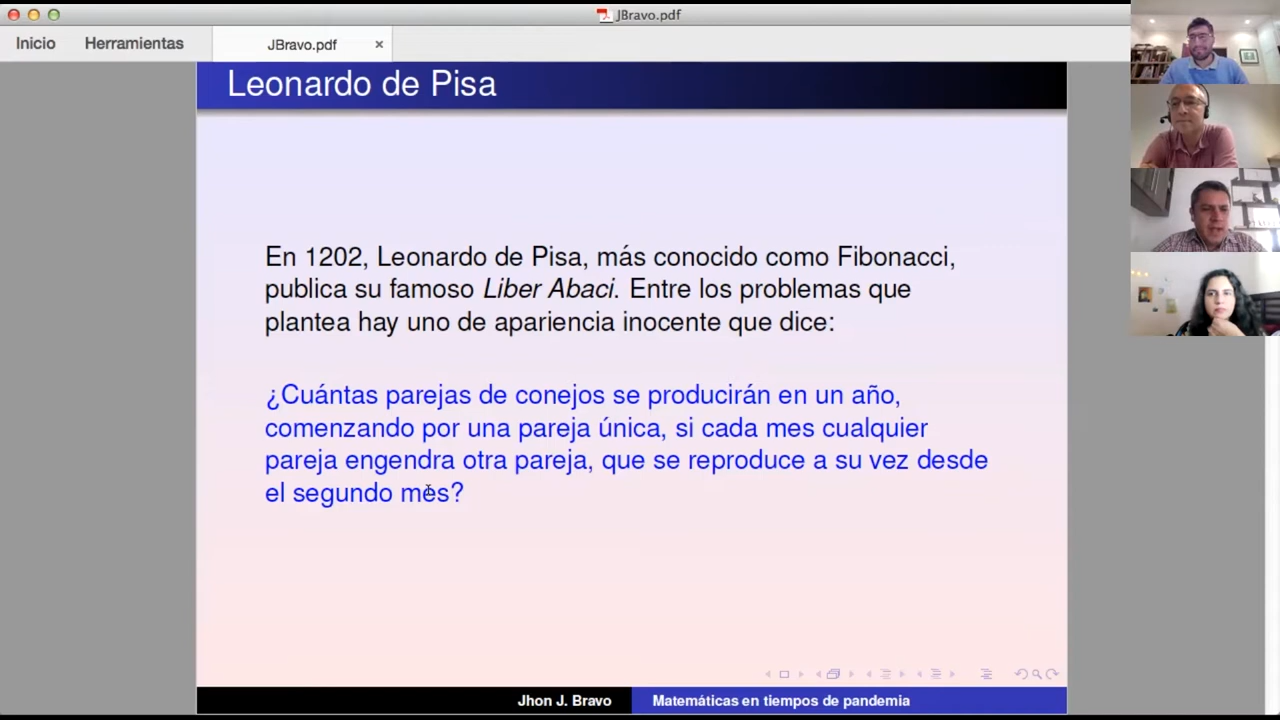 JBravo.pdf
Inicio
Herramientas
JBravo.pdf
×
Leonardo de Pisa
En 1202, Leonardo de Pisa, más conocido como Fibonacci,
publica su famoso Liber Abaci. Entre los problemas que
plantea hay uno de apariencia inocente que dice:
¿Cuántas parejas de conejos se producirán en un año,
comenzando por una pareja única, si cada mes cualquier
pareja engendra otra pareja, que se reproduce a su vez desde
el segundo mes?
Jhon J. Bravo
Matemáticas en tiempos de pandemia